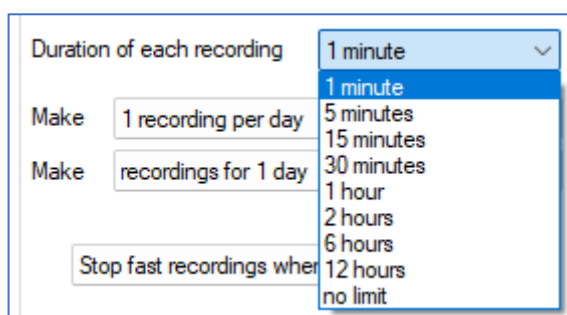 Duration of each recording 1 minute
1 minute
Make 1 recording per day 5 minutes
15 minutes
Make recordings for 1 day 30 minutes
1 hour
2 hours
Stop fast recordings when 6 hours
12 hours
no limit